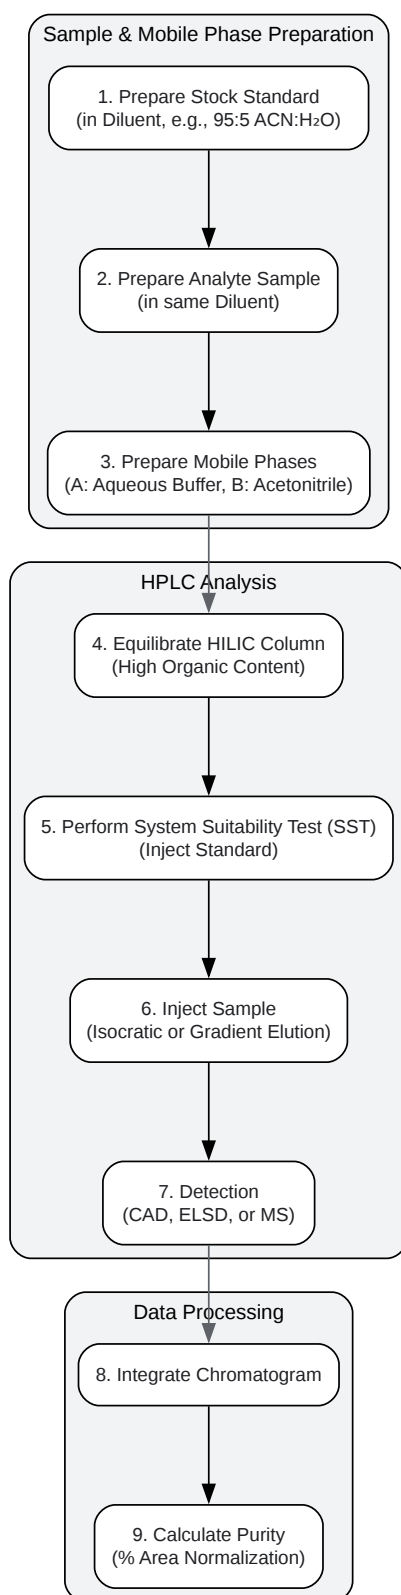 Sample & Mobile Phase Preparation
1. Prepare Stock Standard
(in Diluent, e.g., 95:5 ACN:H₂O)
2. Prepare Analyte Sample
(in same Diluent)
3. Prepare Mobile Phases
(A: Aqueous Buffer, B: Acetonitrile)
HPLC Analysis
4. Equilibrate HILIC Column
(High Organic Content)
5. Perform System Suitability Test (SST)
(Inject Standard)
6. Inject Sample
(Isocratic or Gradient Elution)
7. Detection
(CAD, ELSD, or MS)
Data Processing
8. Integrate Chromatogram
9. Calculate Purity
(% Area Normalization)